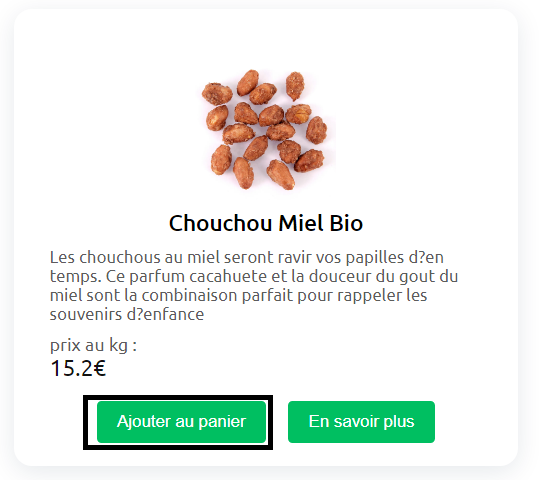 Chouchou Miel Bio
Les chouchous au miel seront ravir vos papilles d?en
temps. Ce parfum cacahuete et la douceur du gout du
miel sont la combinaison parfait pour rappeler les
souvenirs d?enfance
prix au kg :
15.2€
Ajouter au panier
En savoir plus